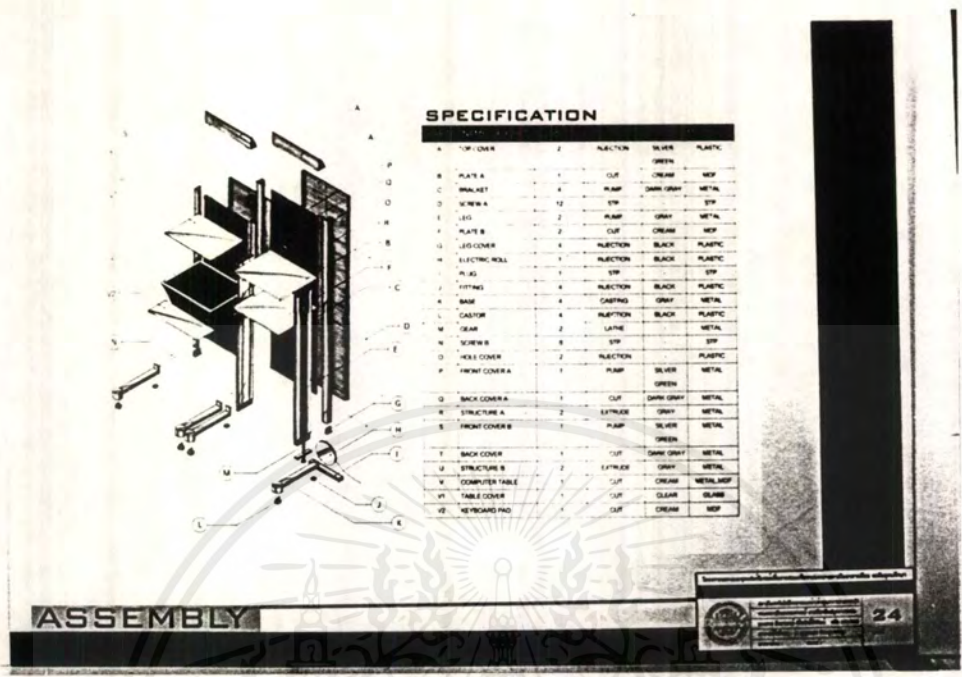 SPECIFICATION
A TOP COVER 2 INJECTION SILVER PLASTIC
GREEN
B PLATE A 1 CUT CREAM MDF
C BRACKET 8 PUMP DARK GRAY METAL
D SCREW A 12 STP STP
E LEG 2 PUMP GRAY METAL
F PLATE B 2 CUT CREAM MDF
G LEG COVER 4 INJECTION BLACK PLASTIC
H ELECTRIC ROLL 1 INJECTION BLACK PLASTIC
I PLUG 1 STP STP
J FITTING 4 INJECTION BLACK PLASTIC
K BASE 4 CASTING GRAY METAL
L CASTOR 4 INJECTION BLACK PLASTIC
M GEAR 2 LATHE - METAL
N SCREW B 8 STP STP
O HOLE COVER 2 INJECTION PLASTIC
P FRONT COVER A 1 PUMP SILVER METAL
GREEN
Q BACK COVER A 1 CUT DARK GRAY METAL
R STRUCTURE A 2 EXTRUDE GRAY METAL
S FRONT COVER B 1 PUMP SILVER METAL
GREEN
T BACK COVER 1 CUT DARK GRAY METAL
U STRUCTURE B 2 EXTRUDE GRAY METAL
V COMPUTER TABLE 1 CUT CREAM METAL,MDF
V1 TABLE COVER 1 CUT CLEAR GLASS
V2 KEYBOARD PAD 1 CUT CREAM MDF
A
A
P
Q
O
R
B
F
C
D
E
G
H
I
J
K
L
M
S
ASSEMBLY
24